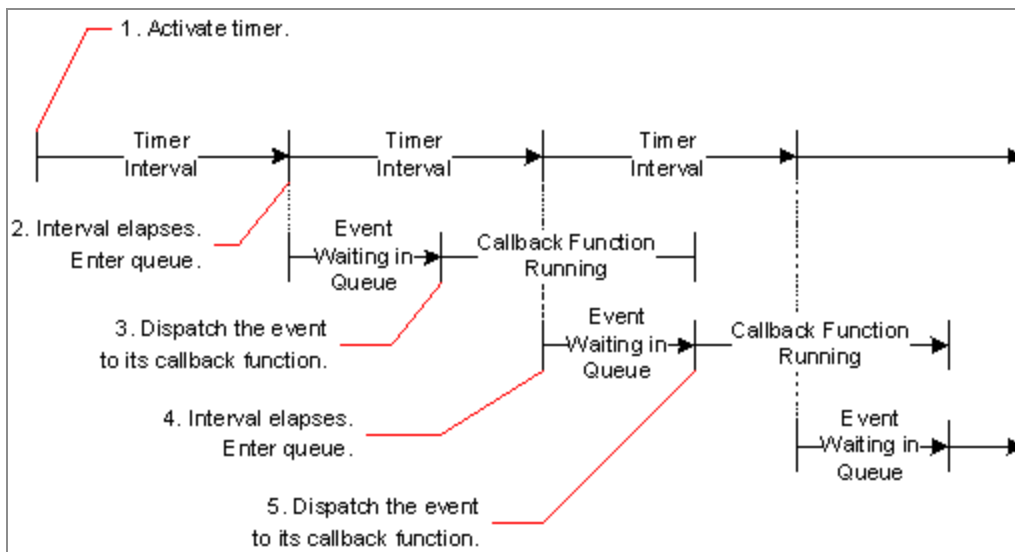 1. Activate timer.
Timer
Interval
Timer
Interval
Timer
Interval
2. Interval elapses.
Enter queue.
Event
Waiting in
Queue
Callback Function
Running
3. Dispatch the event
to its callback function.
Event
Waiting in
Queue
Callback Function
Running
4. Interval elapses.
Enter queue.
Event
Waiting in
Queue
5. Dispatch the event
to its callback function.